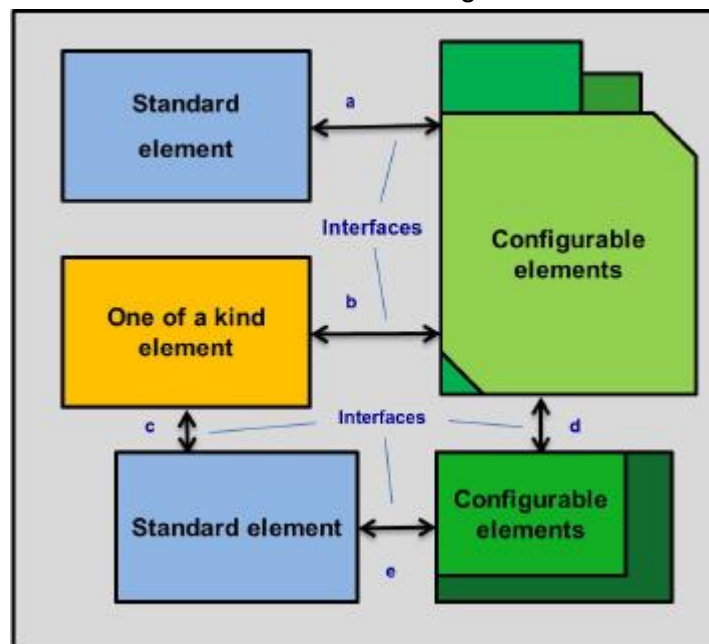 Standard
element
a
Interfaces
Configurable
elements
One of a kind
element
b
c
Interfaces
d
Standard element
Configurable
elements
e